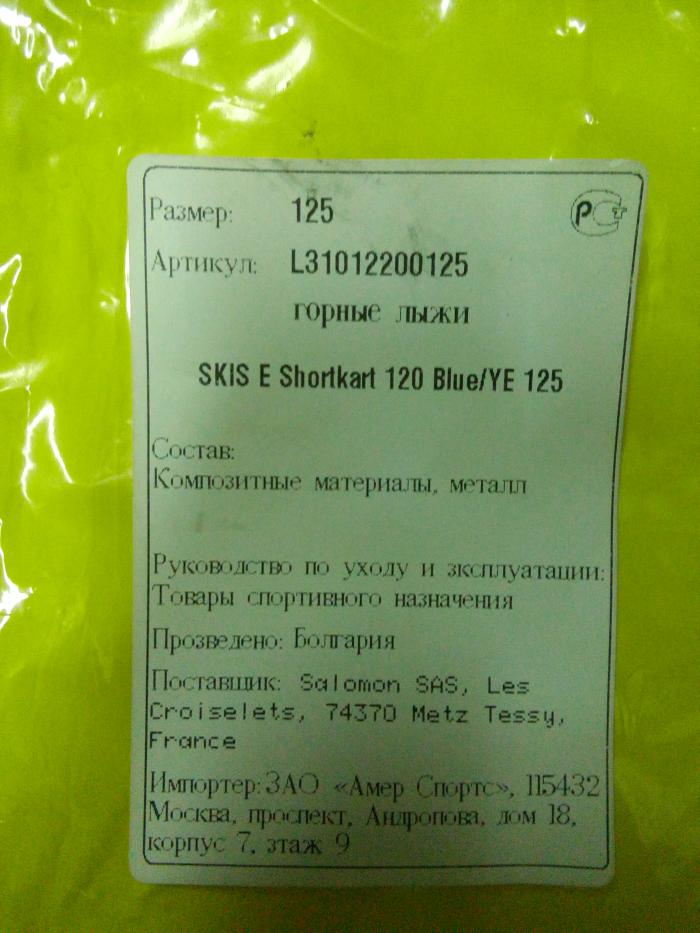 Размер: 125
Артикул: L31012200125
горные лыжи
SKIS E Shortkart 120 Blue/YE 125
Состав:
Композитные материалы, металл
Руководство по уходу и зксплуатации:
Товары спортивного назначения
Прозведено: Болгария
Поставщик: Salomon SAS, Les
Croiselets, 74370 Metz Tessy,
France
Импортер: ЗАО «Амер Спортс», 115432
Москва, проспект, Андропова, дом 18,
корпус 7, зтаж 9